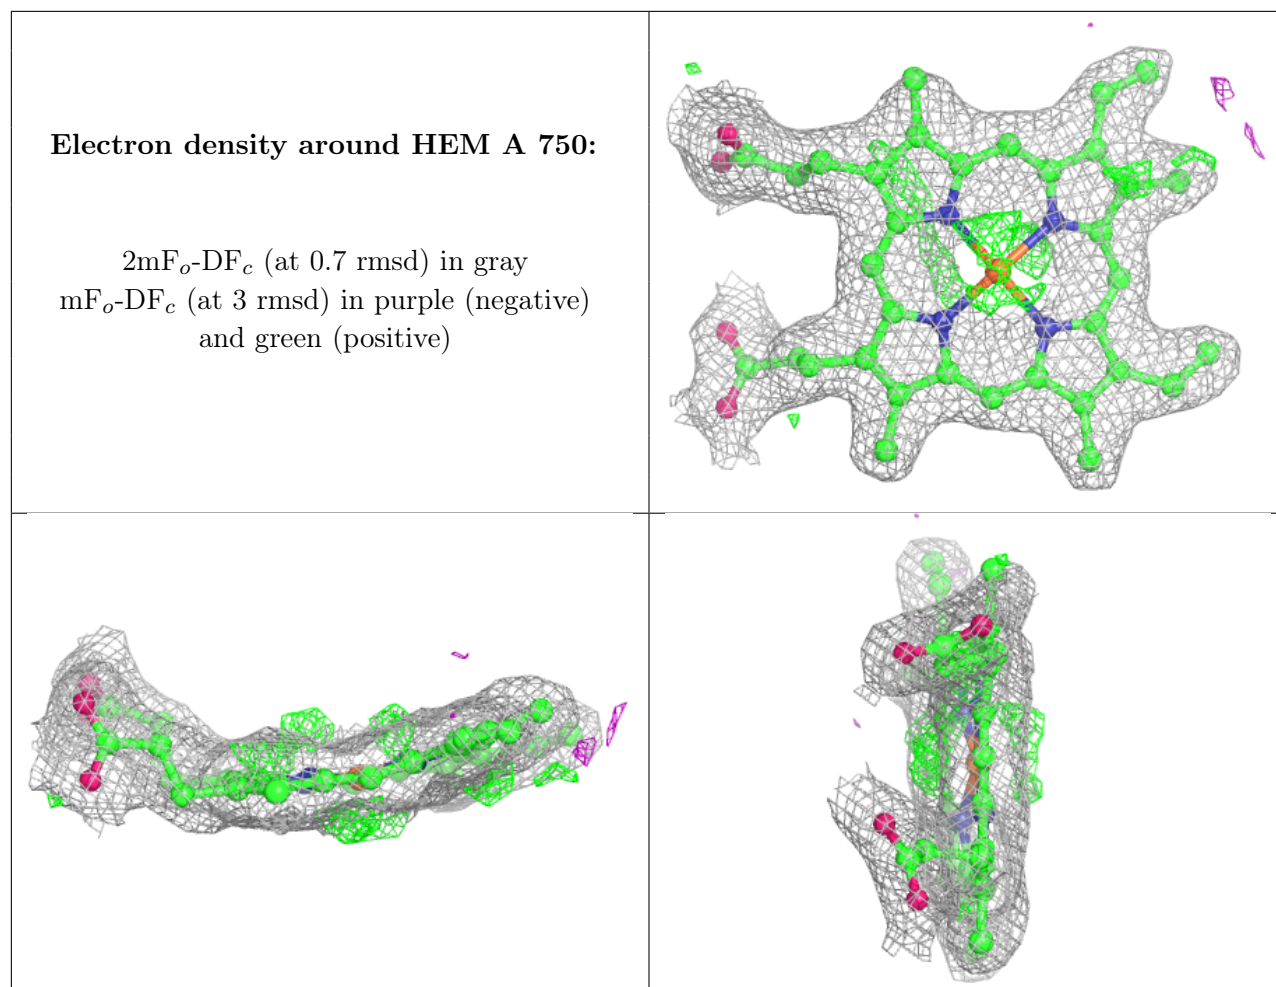 Electron density around HEM A 750:
2mFo-DFc (at 0.7 rmsd) in gray
mFo-DFc (at 3 rmsd) in purple (negative)
and green (positive)